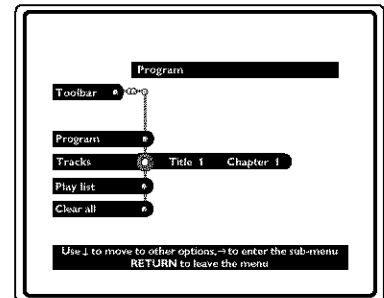 Program
Toolbar
Program
Tracks Title 1 Chapter 1
Play list
Clear all
Use ↓ to move to other options, → to enter the sub-menu
RETURN to leave the menu